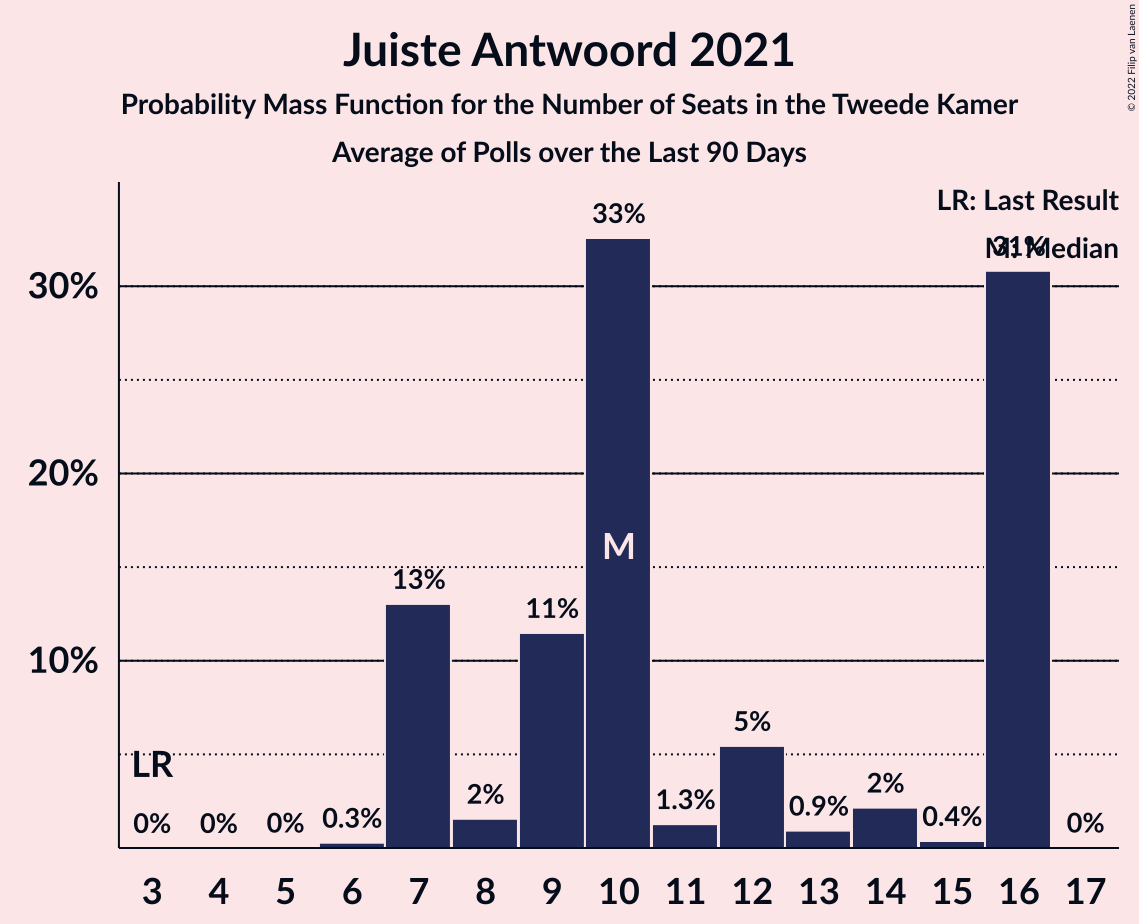 Juiste Antwoord 2021
Probability Mass Function for the Number of Seats in the Tweede Kamer
Average of Polls over the Last 90 Days
© 2022 Filip van Laenen
LR: Last Result
M: Median
33%
31%
30%
20%
10%
M
13%
11%
5%
LR
0%
0%
0%
0.3%
2%
1.3%
0.9%
2%
0.4%
0%
3 4 5 6 7 8 9 10 11 12 13 14 15 16 17